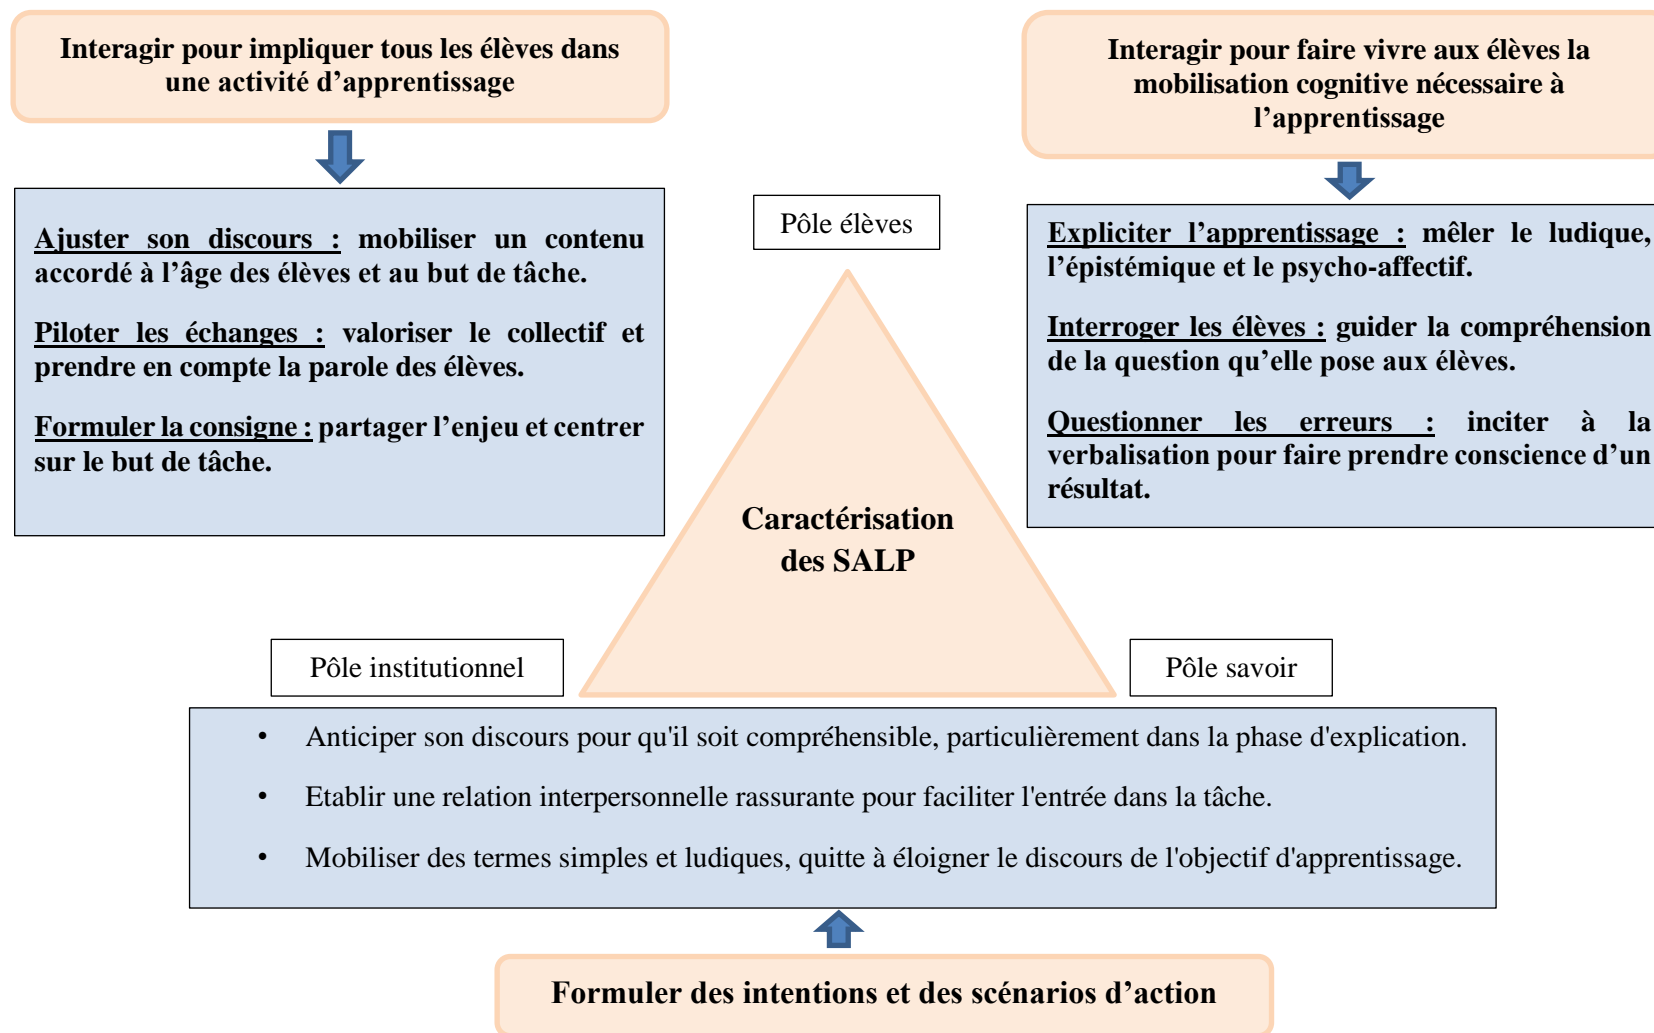 Interagir pour impliquer tous les élèves dans
une activité d’apprentissage
Interagir pour faire vivre aux élèves la
mobilisation cognitive nécessaire à
l’apprentissage
Ajuster son discours : mobiliser un contenu
accordé à l’âge des élèves et au but de tâche.
Piloter les échanges : valoriser le collectif et
prendre en compte la parole des élèves.
Formuler la consigne : partager l’enjeu et centrer
sur le but de tâche.
Pôle élèves
Expliciter l’apprentissage : mêler le ludique,
l’épistémique et le psycho-affectif.
Interroger les élèves : guider la compréhension
de la question qu’elle pose aux élèves.
Questionner les erreurs : inciter à la
verbalisation pour faire prendre conscience d’un
résultat.
Caractérisation
des SALP
Pôle institutionnel
Pôle savoir
• Anticiper son discours pour qu'il soit compréhensible, particulièrement dans la phase d'explication.
• Etablir une relation interpersonnelle rassurante pour faciliter l'entrée dans la tâche.
• Mobiliser des termes simples et ludiques, quitte à éloigner le discours de l'objectif d'apprentissage.
Formuler des intentions et des scénarios d’action